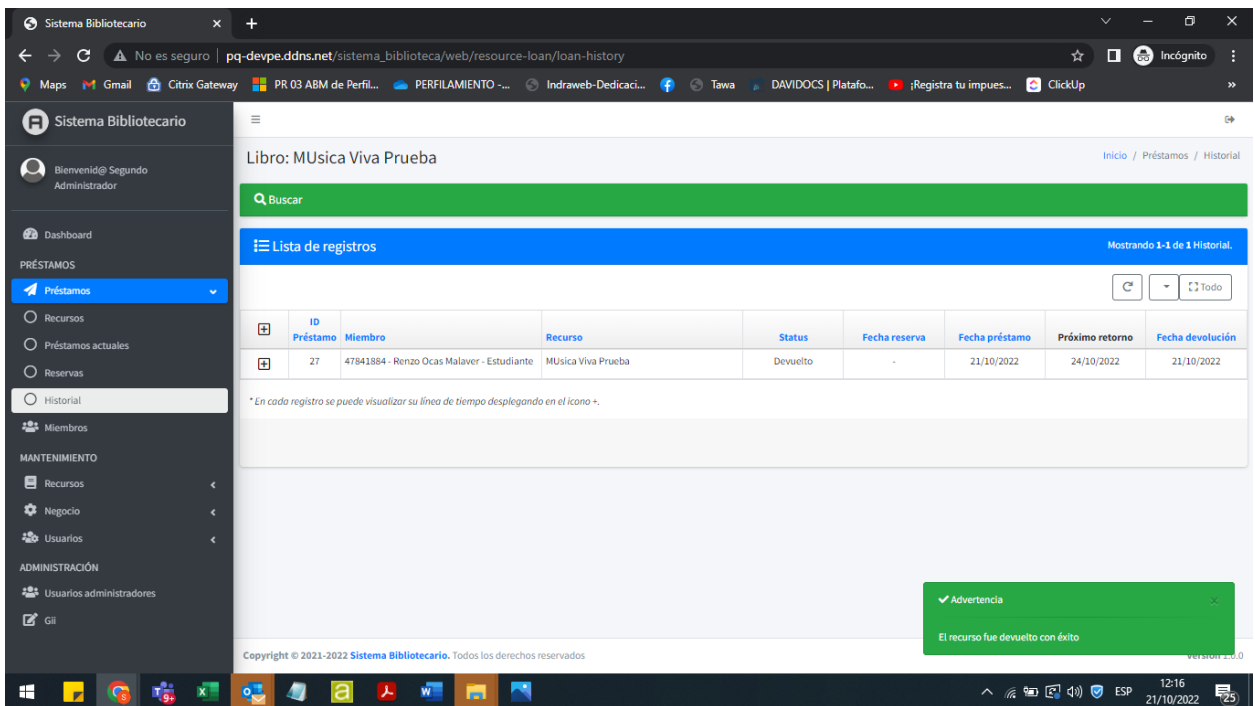 Sistema Bibliotecario
No es seguro | pq-devpe.ddns.net/sistema_biblioteca/web/resource-loan/loan-history
Incógnito
Maps Gmail Citrix Gateway PR 03 ABM de Perfil... PERFILAMIENTO -... Indraweb-Dedicaci... Tawa DAVIDOCS | Platafo... ¡Registra tu impues... ClickUp »
Sistema Bibliotecario
Bienvenid@ Segundo
Administrador
Dashboard
PRÉSTAMOS
Préstamos
Recursos
Préstamos actuales
Reservas
Historial
Miembros
MANTENIMIENTO
Recursos
Negocio
Usuarios
ADMINISTRACIÓN
Usuarios administradores
Gii
Libro: MUsica Viva Prueba
Inicio / Préstamos / Historial
Buscar
Lista de registros
Mostrando 1-1 de 1 Historial.
Todo
ID
Préstamo Miembro Recurso Status Fecha reserva Fecha préstamo Próximo retorno Fecha devolución
27 47841884 - Renzo Ocas Malaver - Estudiante MUsica Viva Prueba Devuelto - 21/10/2022 24/10/2022 21/10/2022
* En cada registro se puede visualizar su línea de tiempo desplegando en el icono +.
Advertencia
El recurso fue devuelto con éxito
Copyright © 2021-2022 Sistema Bibliotecario. Todos los derechos reservados
1.0.0
9+
ESP
12:16
21/10/2022
25